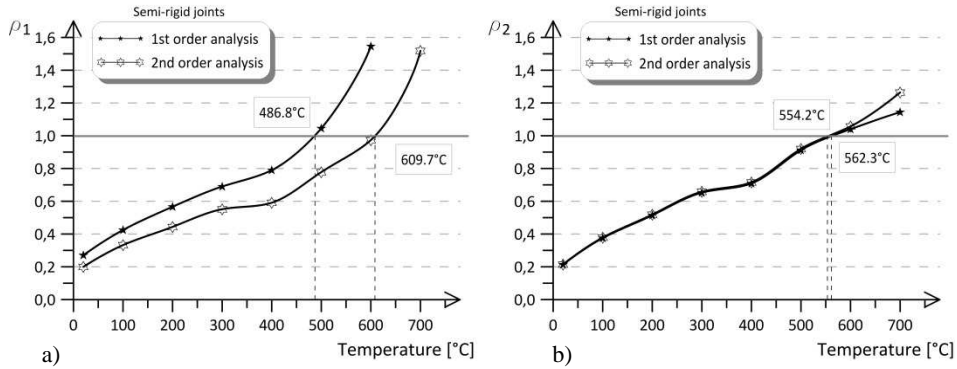 Semi-rigid joints
ρ1
1st order analysis
2nd order analysis
1,6
1,4
1,2
1,0
0,8
0,6
0,4
0,2
0,0
486.8°C
609.7°C
0 100 200 300 400 500 600 700
Temperature [°C]
a)
Semi-rigid joints
ρ2
1st order analysis
2nd order analysis
1,6
1,4
1,2
1,0
0,8
0,6
0,4
0,2
0,0
554.2°C
562.3°C
0 100 200 300 400 500 600 700
Temperature [°C]
b)